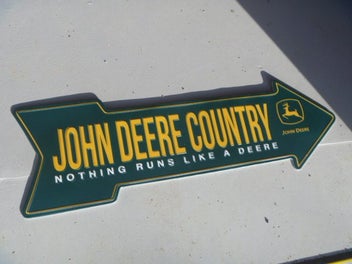 JOHN DEERE COUNTRY
NOTHING RUNS LIKE A DEERE
JOHN DEERE